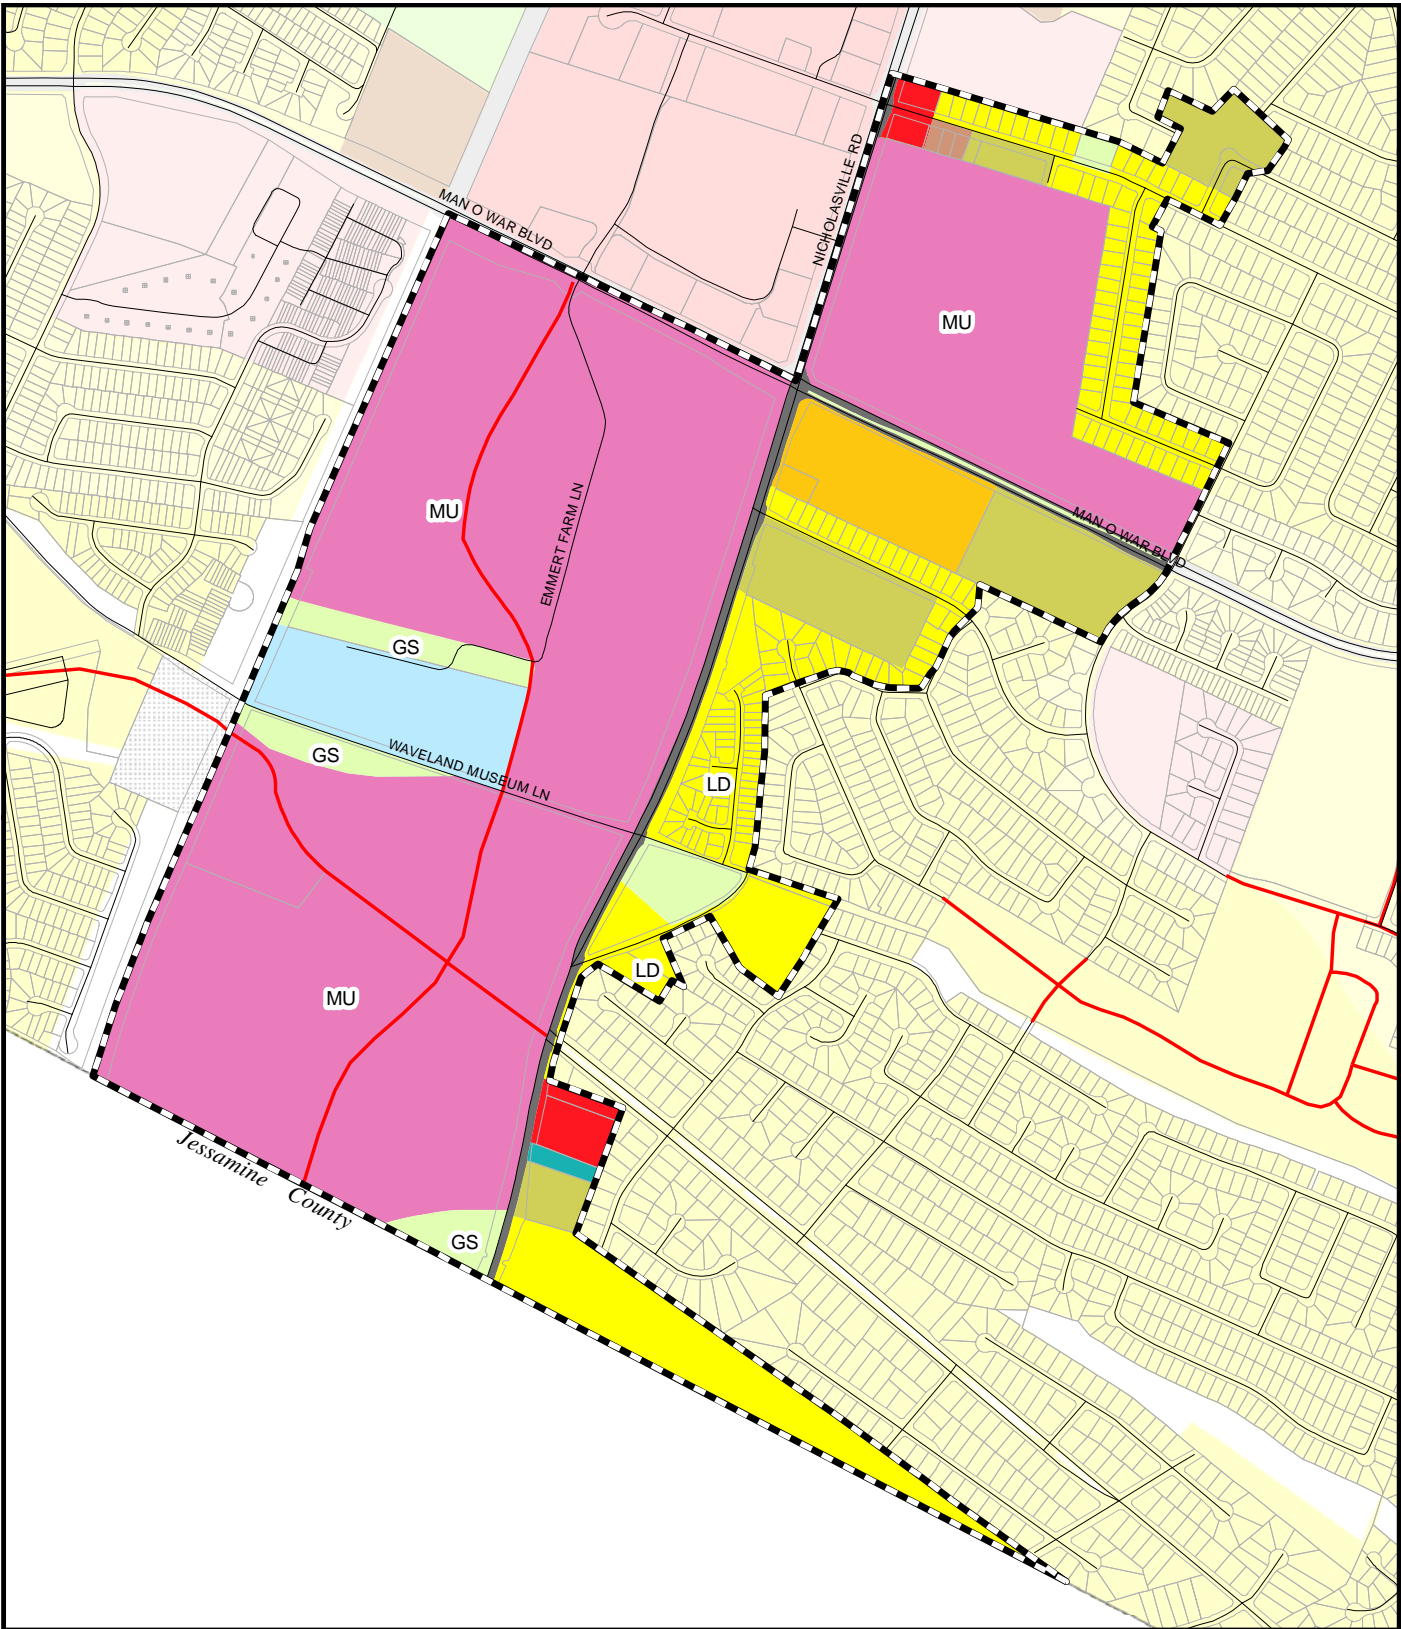 MAN O WAR BLVD
NICHOLASVILLE RD
MU
MU
EMMERT FARM LN
MAN O WAR BLVD
GS
GS
WAVELAND MUSEUM LN
LD
LD
MU
Jessamine County
GS